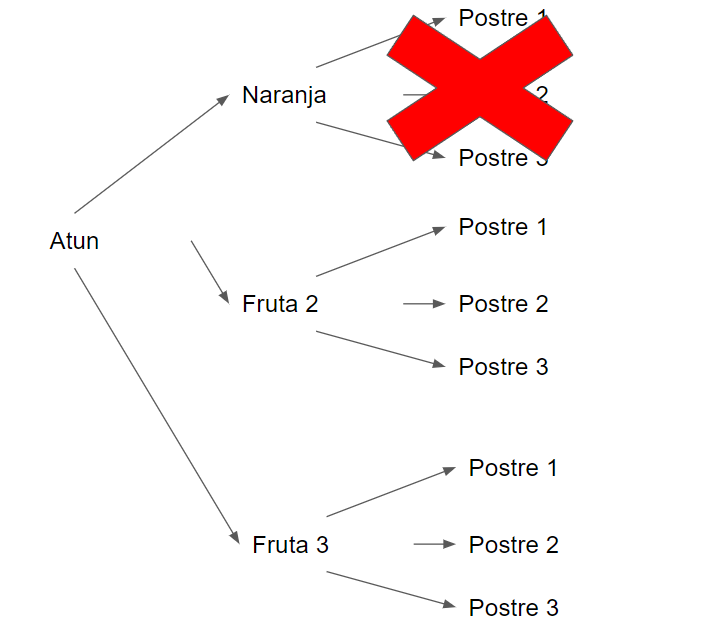 Postre 1
Naranja
2
Postre 3
Atun
Postre 1
Fruta 2
Postre 2
Postre 3
Postre 1
Fruta 3
Postre 2
Postre 3